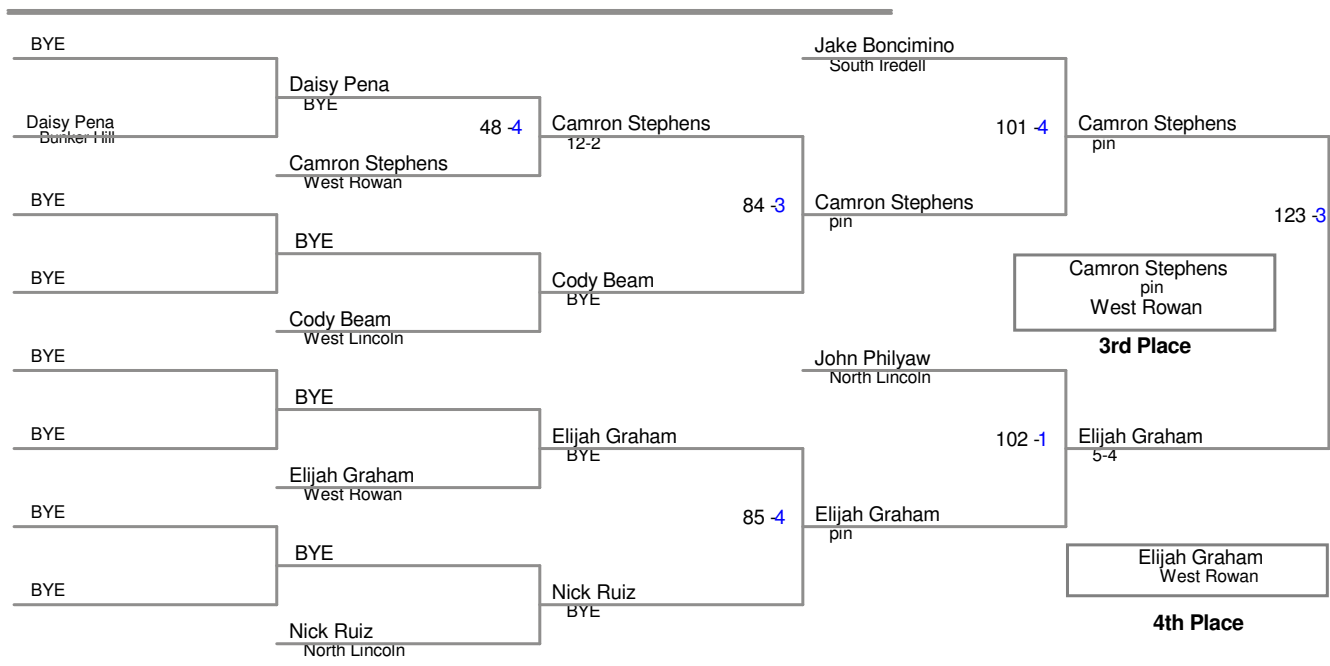 BYE
Jake Boncimino
South Iredell
Daisy Pena
BYE
Daisy Pena
Bunker Hill
48 -4
Camron Stephens
12-2
101 -4
Camron Stephens
pin
Camron Stephens
West Rowan
BYE
84 -3
Camron Stephens
pin
123 -3
BYE
BYE
Cody Beam
BYE
Camron Stephens
pin
West Rowan
Cody Beam
West Lincoln
3rd Place
BYE
John Philyaw
North Lincoln
BYE
BYE
Elijah Graham
BYE
102 -1
Elijah Graham
5-4
Elijah Graham
West Rowan
BYE
85 -4
Elijah Graham
pin
BYE
Elijah Graham
West Rowan
BYE
Nick Ruiz
BYE
4th Place
Nick Ruiz
North Lincoln